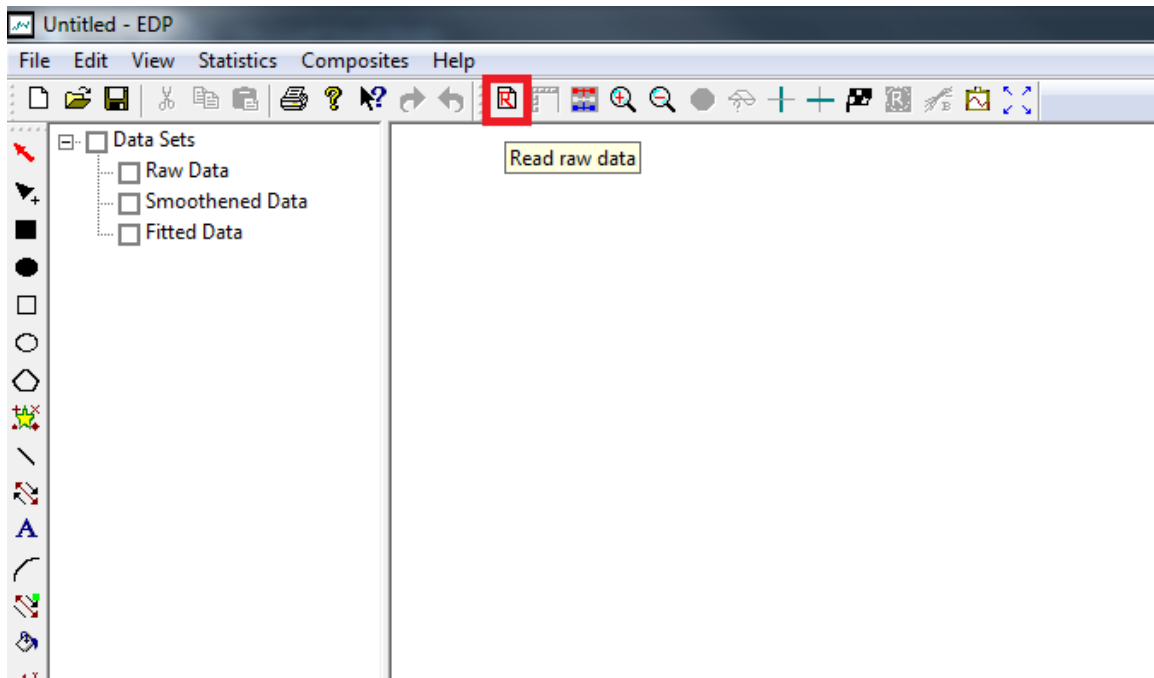 Untitled - EDP
File Edit View Statistics Composites Help
R
R
B
Data Sets
Read raw data
Raw Data
Smoothened Data
Fitted Data
A